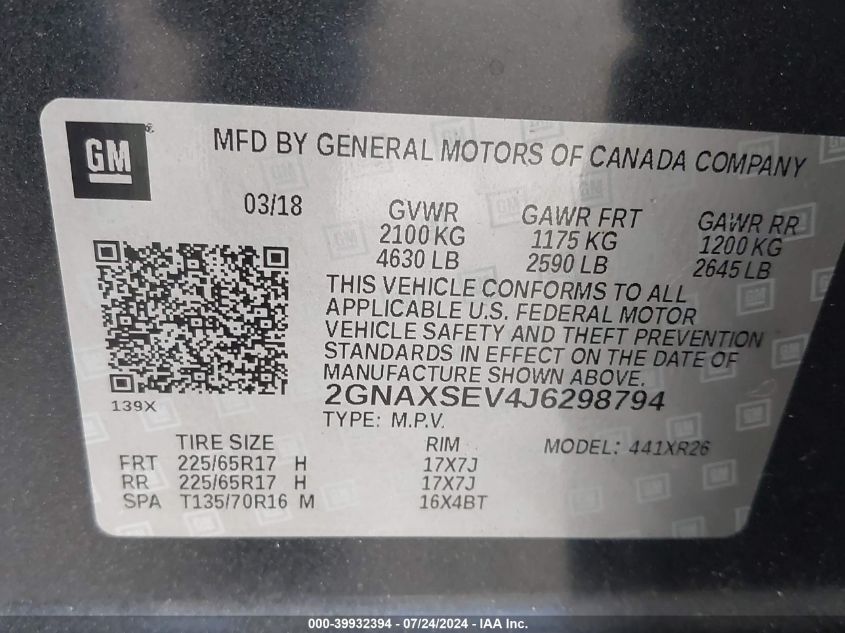 GM
MFD BY GENERAL MOTORS OF CANADA COMPANY
03/18 GVWR GAWR FRT GAWR RR
2100 KG 1175 KG 1200 KG
4630 LB 2590 LB 2645 LB
THIS VEHICLE CONFORMS TO ALL
APPLICABLE U.S. FEDERAL MOTOR
VEHICLE SAFETY AND THEFT PREVENTION
STANDARDS IN EFFECT ON THE DATE OF
MANUFACTURE SHOWN ABOVE.
139X
2GNAXSEV4J6298794
TYPE: M.P.V.
TIRE SIZE RIM MODEL: 441XR26
FRT 225/65R17 H 17X7J
RR 225/65R17 H 17X7J
SPA T135/70R16 M 16X4BT
000-39932394 / 07/24/2024 - IAA Inc.